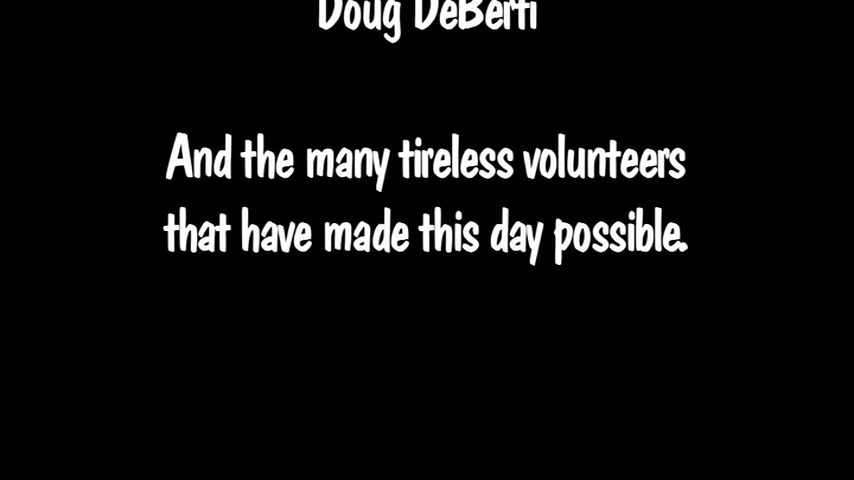 Doug DeBerti
And the many tireless volunteers
that have made this day possible.